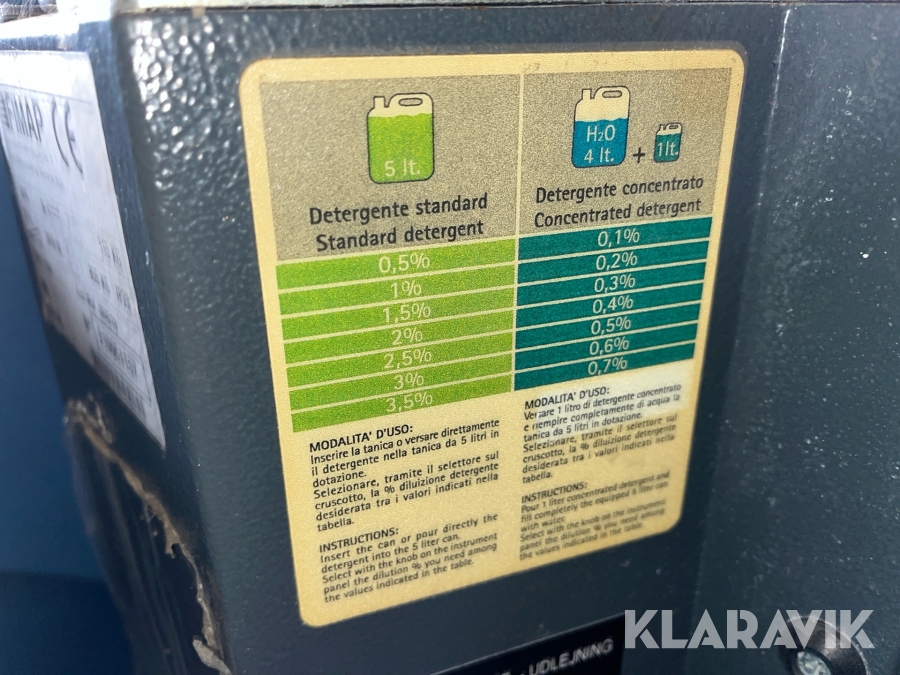 CE
5 lt.
Detergente standard
Standard detergent
0,5%
1%
1,5%
2%
2,5%
3%
3,5%
MODALITA' D'USO:
Inserire la tanica o versare direttamente
il detergente nella tanica da 5 litri in
dotazione.
Selezionare, tramite il selettore sul
cruscotto, la % diluizione detergente
desiderata tra i valori indicati nella
tabella.
INSTRUCTIONS:
Insert the can or pour directly the
detergent into the 5 liter can.
Select with the knob on the instrument
panel the dilution % you need among
the values indicated in the table.
H2O
4 lt.
+
1lt.
Detergente concentrato
Concentrated detergent
0,1%
0,2%
0,3%
0,4%
0,5%
0,6%
0,7%
MODALITA' D'USO:
Versare 1 litro di detergente concentrato
e riempire completamente di acqua la
tanica da 5 litri in dotazione.
Selezionare, tramite il selettore sul
cruscotto, la % diluizione detergente
desiderata tra i valori indicati nella
tabella.
INSTRUCTIONS:
Pour 1 liter concentrated detergent and
fill completely the equipped 5 liter can
with water.
Select with the knob on the instrument
panel the dilution % you need among
the values indicated in the table.
- UDLEJNING
KLARAVIK